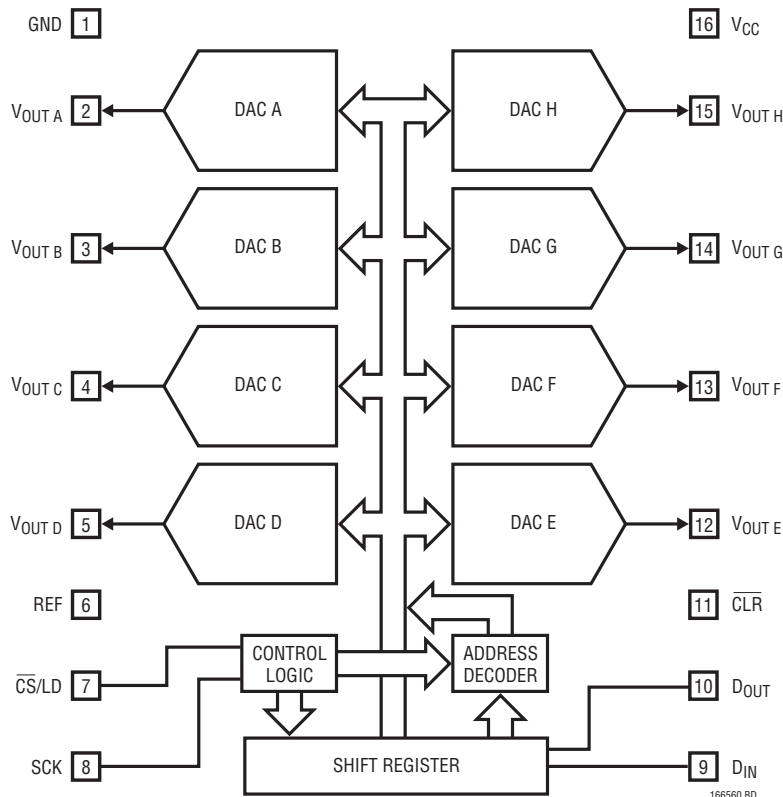 GND 1
16 VCC
VOUT A 2
DAC A
DAC H
15 VOUT H
VOUT B 3
DAC B
DAC G
14 VOUT G
VOUT C 4
DAC C
DAC F
13 VOUT F
VOUT D 5
DAC D
DAC E
12 VOUT E
REF 6
11 CLR
CS/LD 7
CONTROL
LOGIC
ADDRESS
DECODER
10 DOUT
SCK 8
SHIFT REGISTER
9 DIN
166560 BD